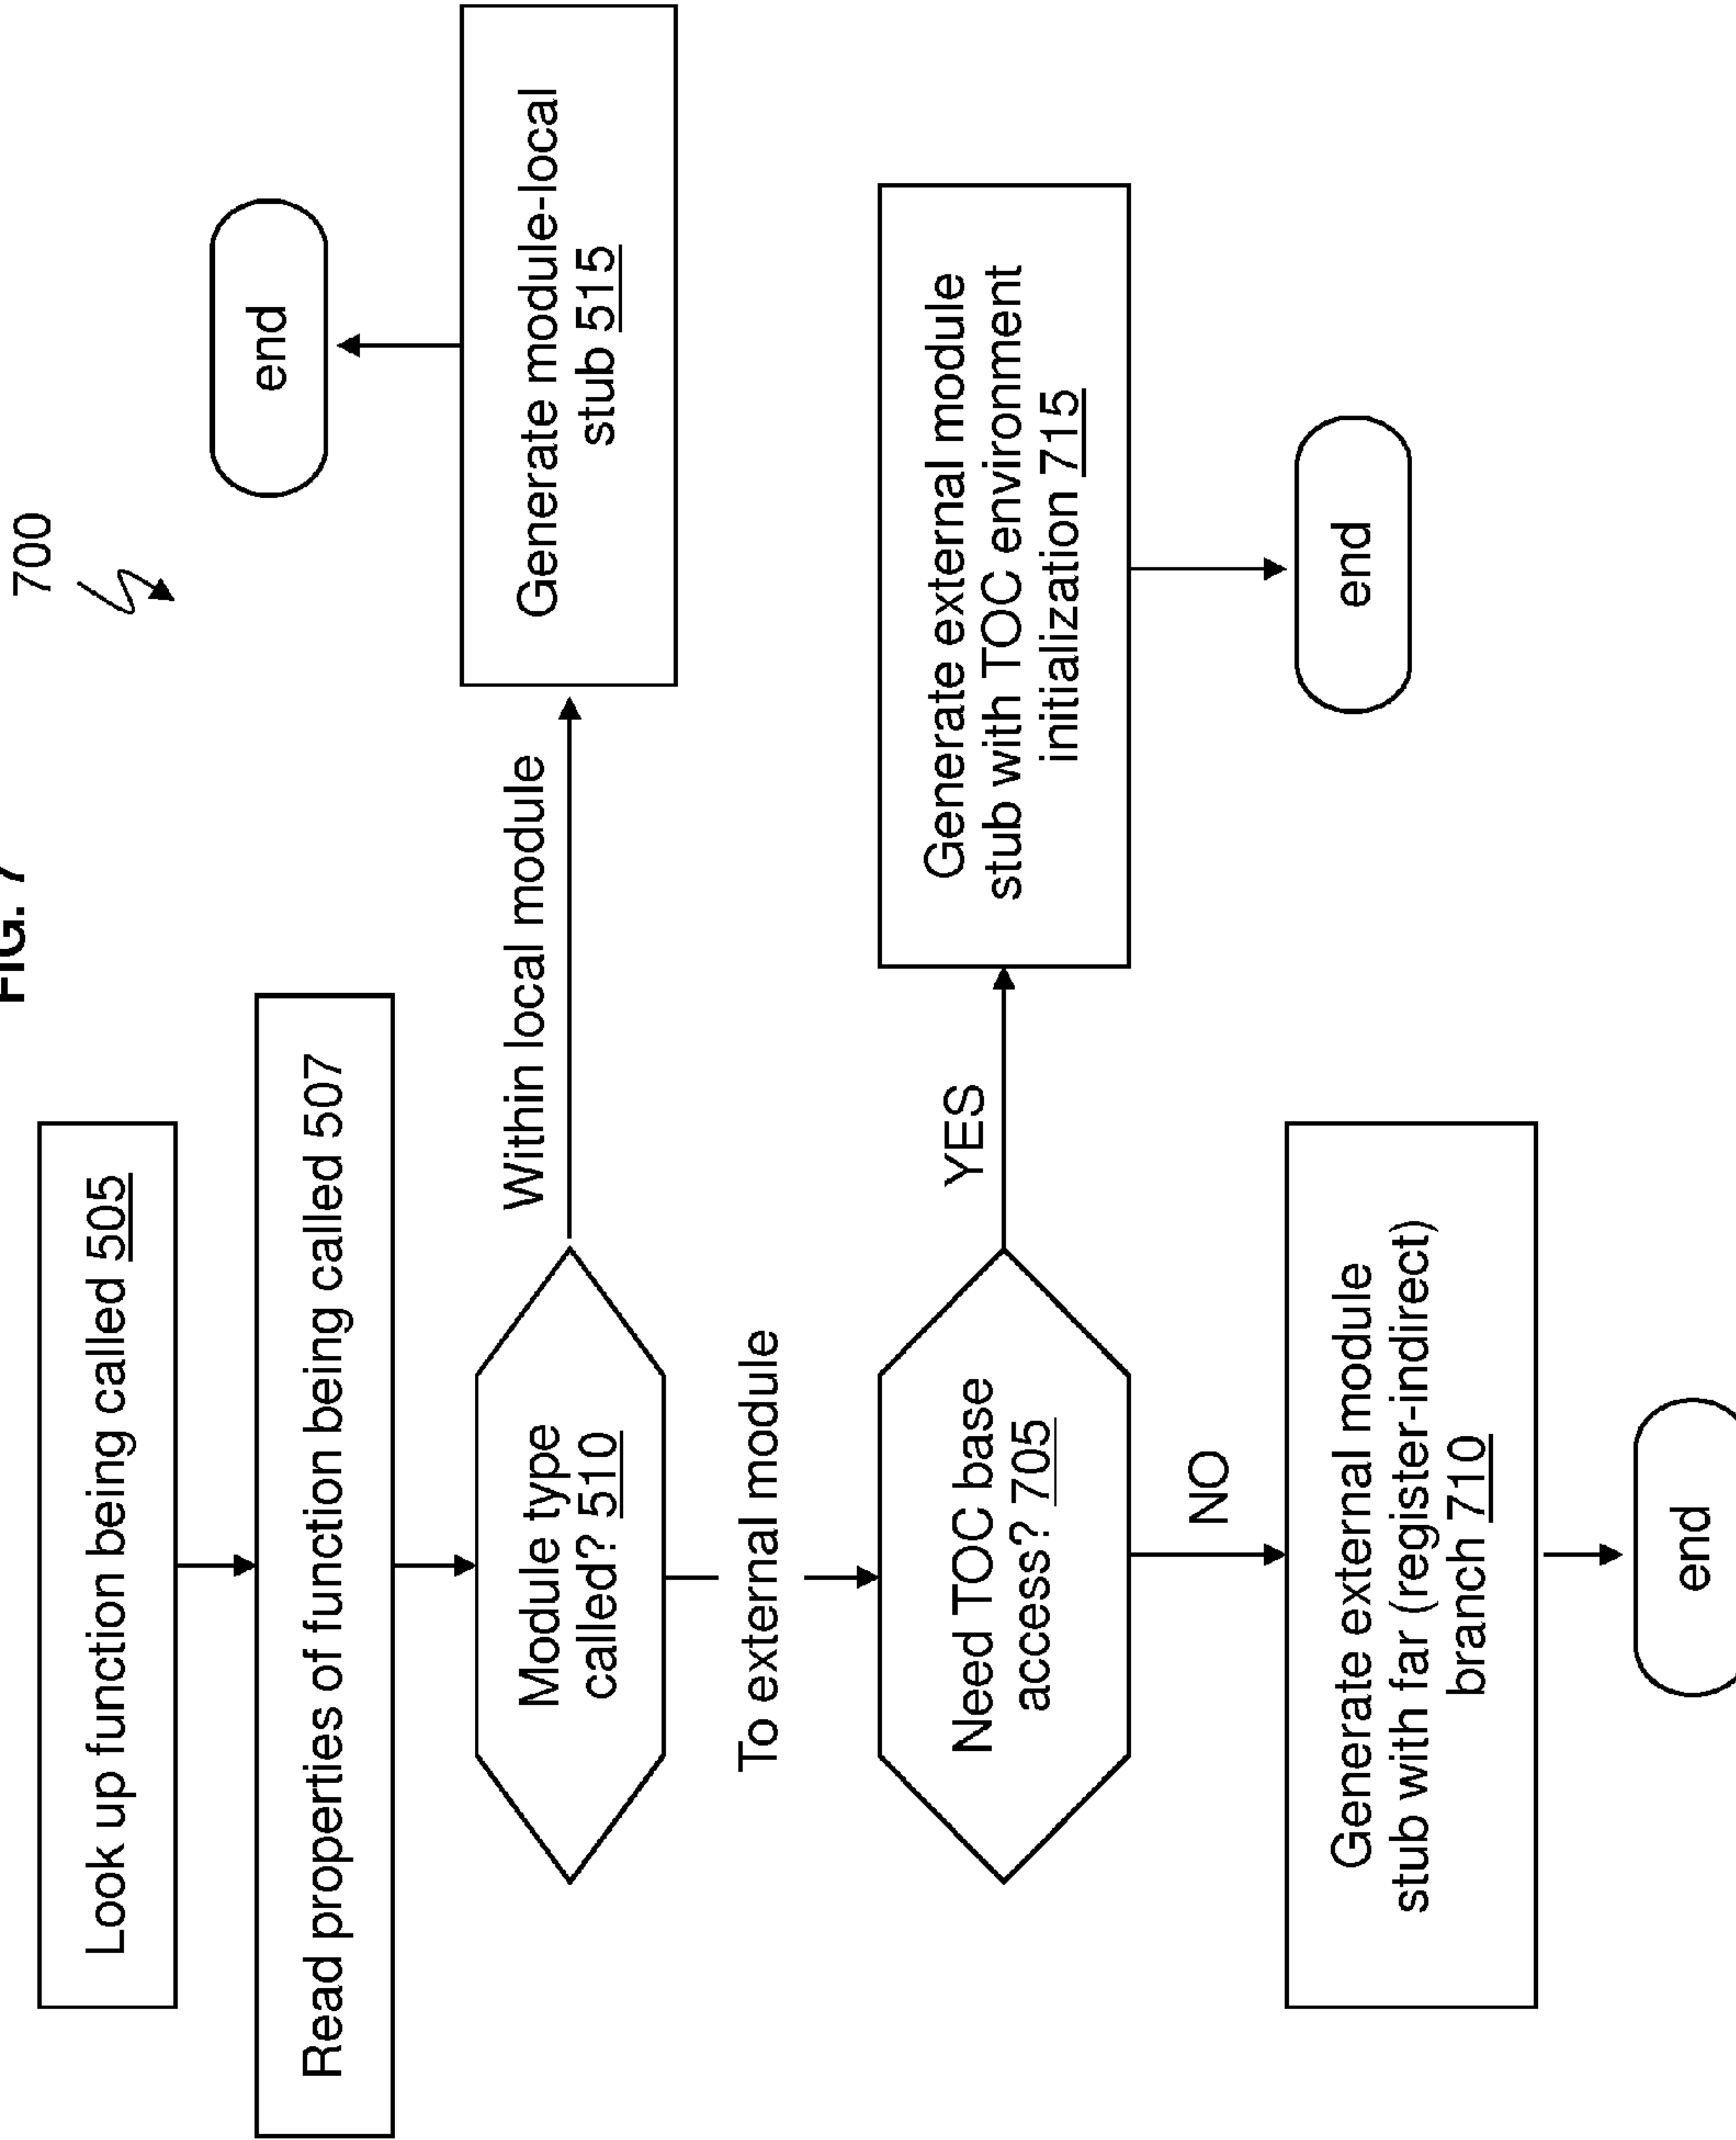 FIG. 7
700
Look up function being called 505
Read properties of function being called 507
Module type
called? 510
Within local module
Generate module-local
stub 515
end
To external module
Need TOC base
access? 705
YES
Generate external module
stub with TOC environment
initialization 715
end
NO
Generate external module
stub with far (register-indirect)
branch 710
end